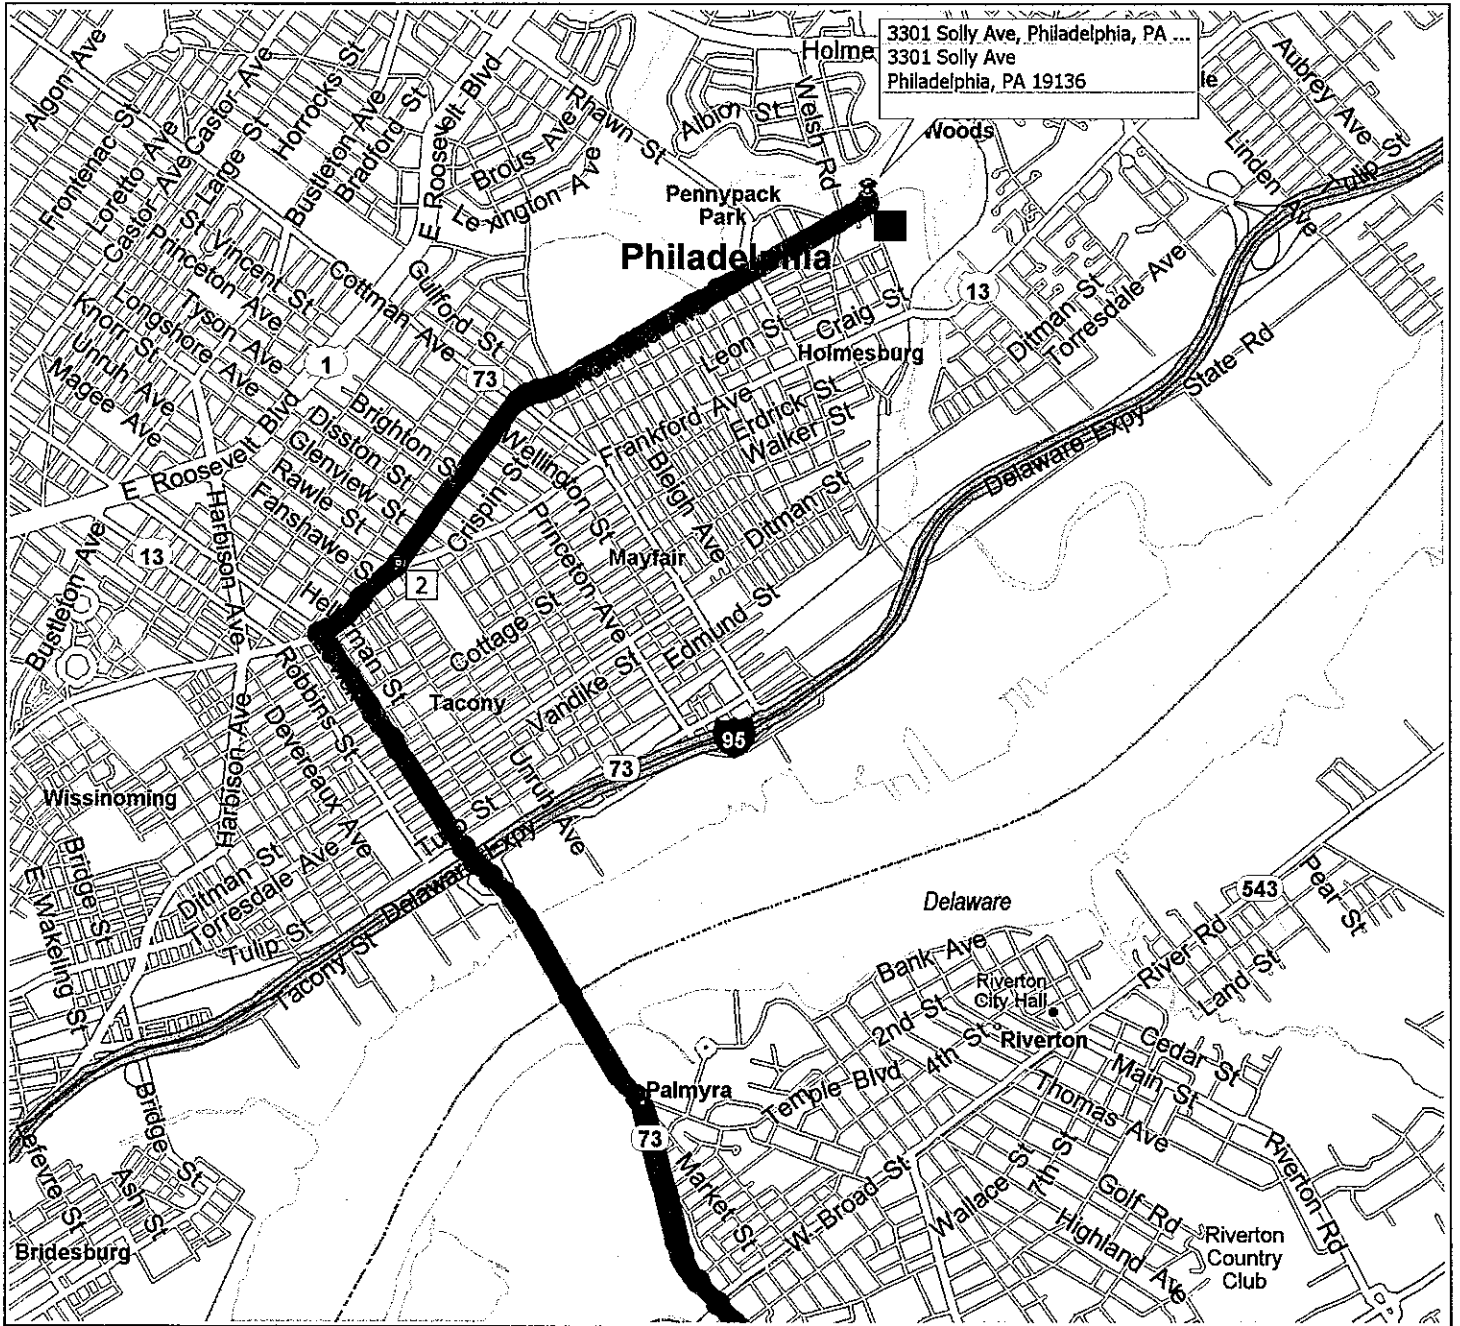 3301 Solly Ave, Philadelphia, PA ...
3301 Solly Ave
Philadelphia, PA 19136
Holme
Woods
Algon Ave
Frontenac St
Loretto Ave
Castor Ave
Castor Ave
Large St
Horrocks St
Bustleton Ave
Bradford St
E Roosevelt Blvd
Rhawn St
Brous Ave
Lexington Ave
Albion St
Welsh Rd
Aubrey Ave
Linden Ave
Tulip St
Pennypack
Park
Philadelphia
St Vincent St
Princeton Ave
Cottman Ave
Guilford St
Knorr St
Longshore Ave
Tyson Ave
Unruh Ave
Magee Ave
1
73
13
Leon St
Craig St
Holmesburg
Ditman St
Torresdale Ave
State Rd
Delaware Expy
E Roosevelt Blvd
Brighton St
Disston St
Glenview St
Rawle St
Fanshawe St
Wellington St
Crispin St
Frankford Ave
Erdrick St
Walker St
Bleigh Ave
Ditman St
Harbison Ave
13
Bustleton Ave
2
Princeton Ave
Mayfair
Hellerman St
Cottage St
Edmund St
Robbins St
Tacony
Vandike St
Devereaux Ave
Harbison Ave
95
73
Unruh Ave
Wissinoming
Tulip St
Delaware Expy
Bridge St
E Wakeling St
Ditman St
Torresdale Ave
Tulip St
Tacony St
Delaware
543
Pear St
River Rd
Land St
Bank Ave
Riverton
City Hall
2nd St
4th St
Riverton
Cedar St
Main St
Temple Blvd
Thomas Ave
Palmyra
73
Market St
W Broad St
Wallace St
7th St
Golf Rd
Highland Ave
Riverton Rd
Riverton
Country
Club
Bridge St
Lefevre St
Ash St
Bridesburg